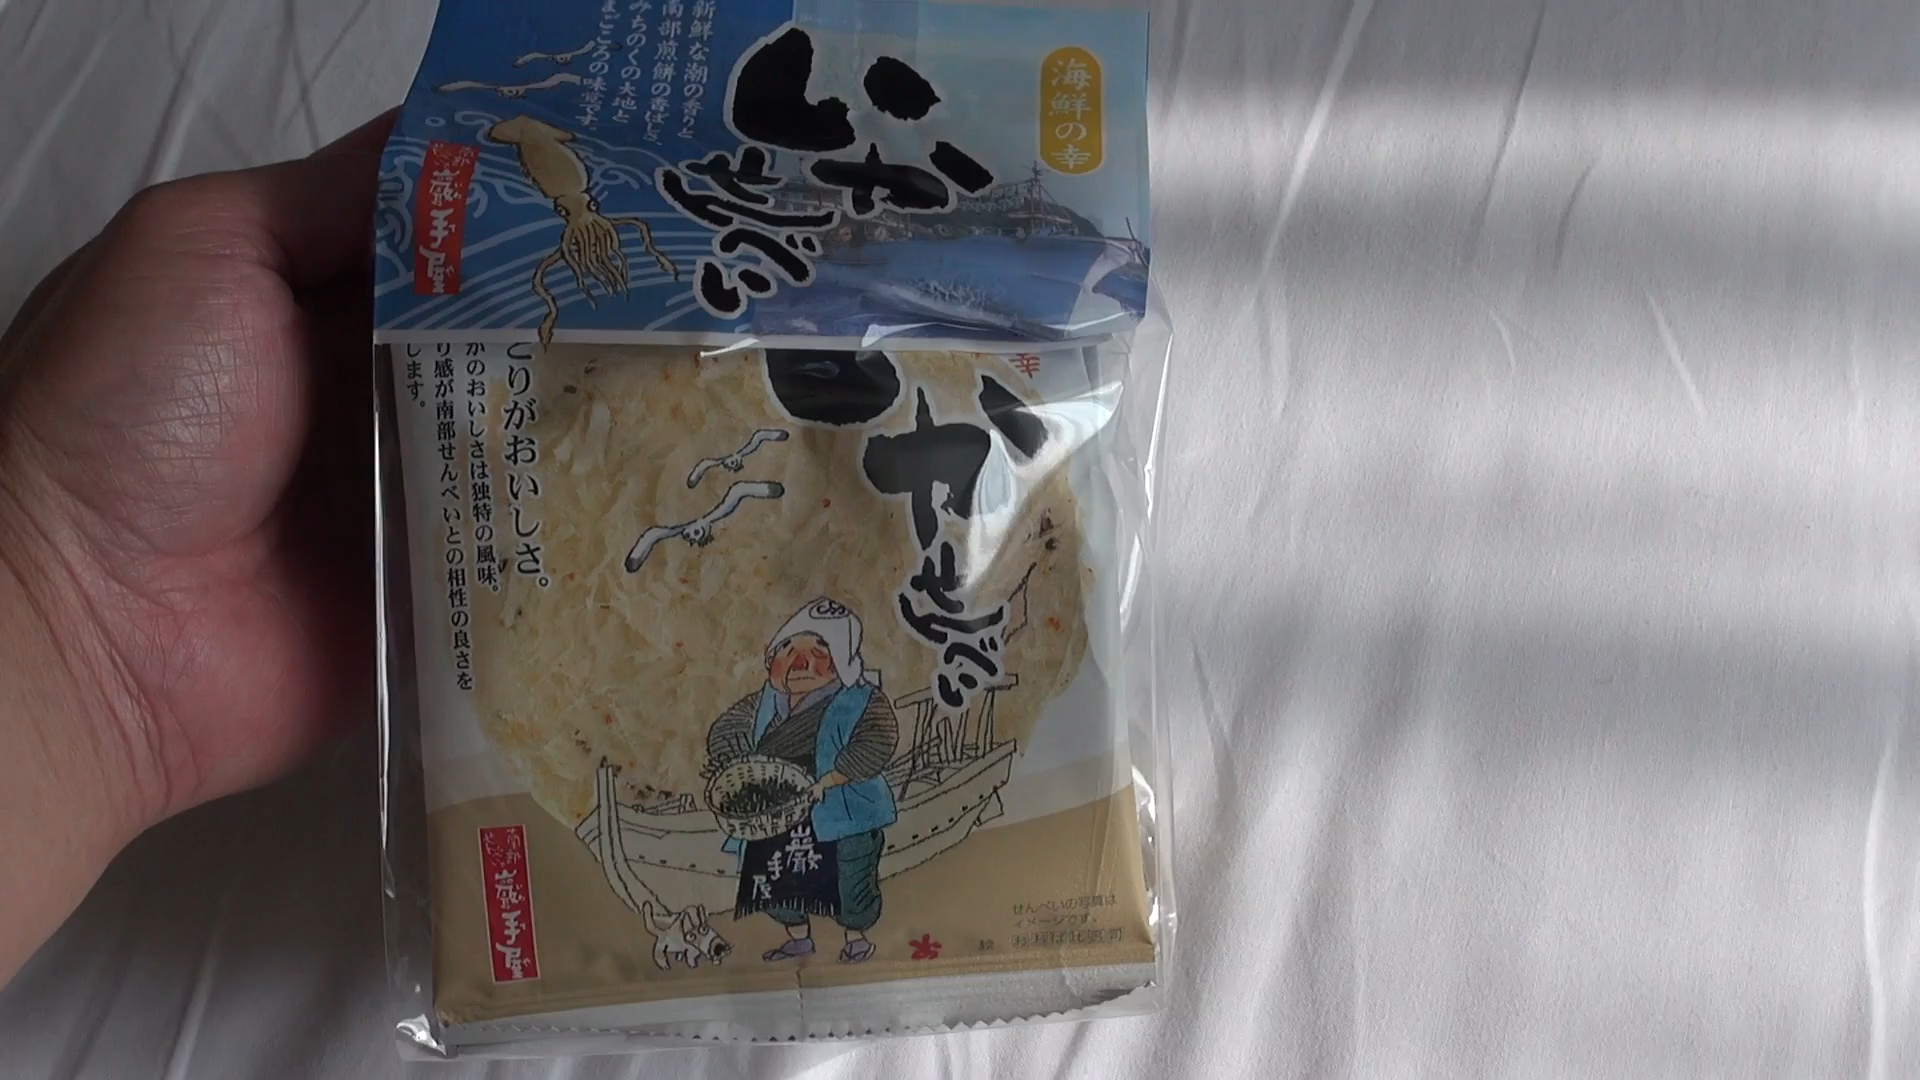 海鮮の幸
いか
せんべい
新鮮な潮の香りと
南部煎餅の香ばしさ、
みちのくの大地と
まごころの味覚です。
南部
せんべい
巖手屋
幸
いか
せんべい
とりがおいしさ。
かのおいしさは独特の風味。
り感が南部せんべいとの相性の良さを
します。
巖手
屋
南部
せんべい
巖手屋
せんべいの写真は
イメージです。
絵